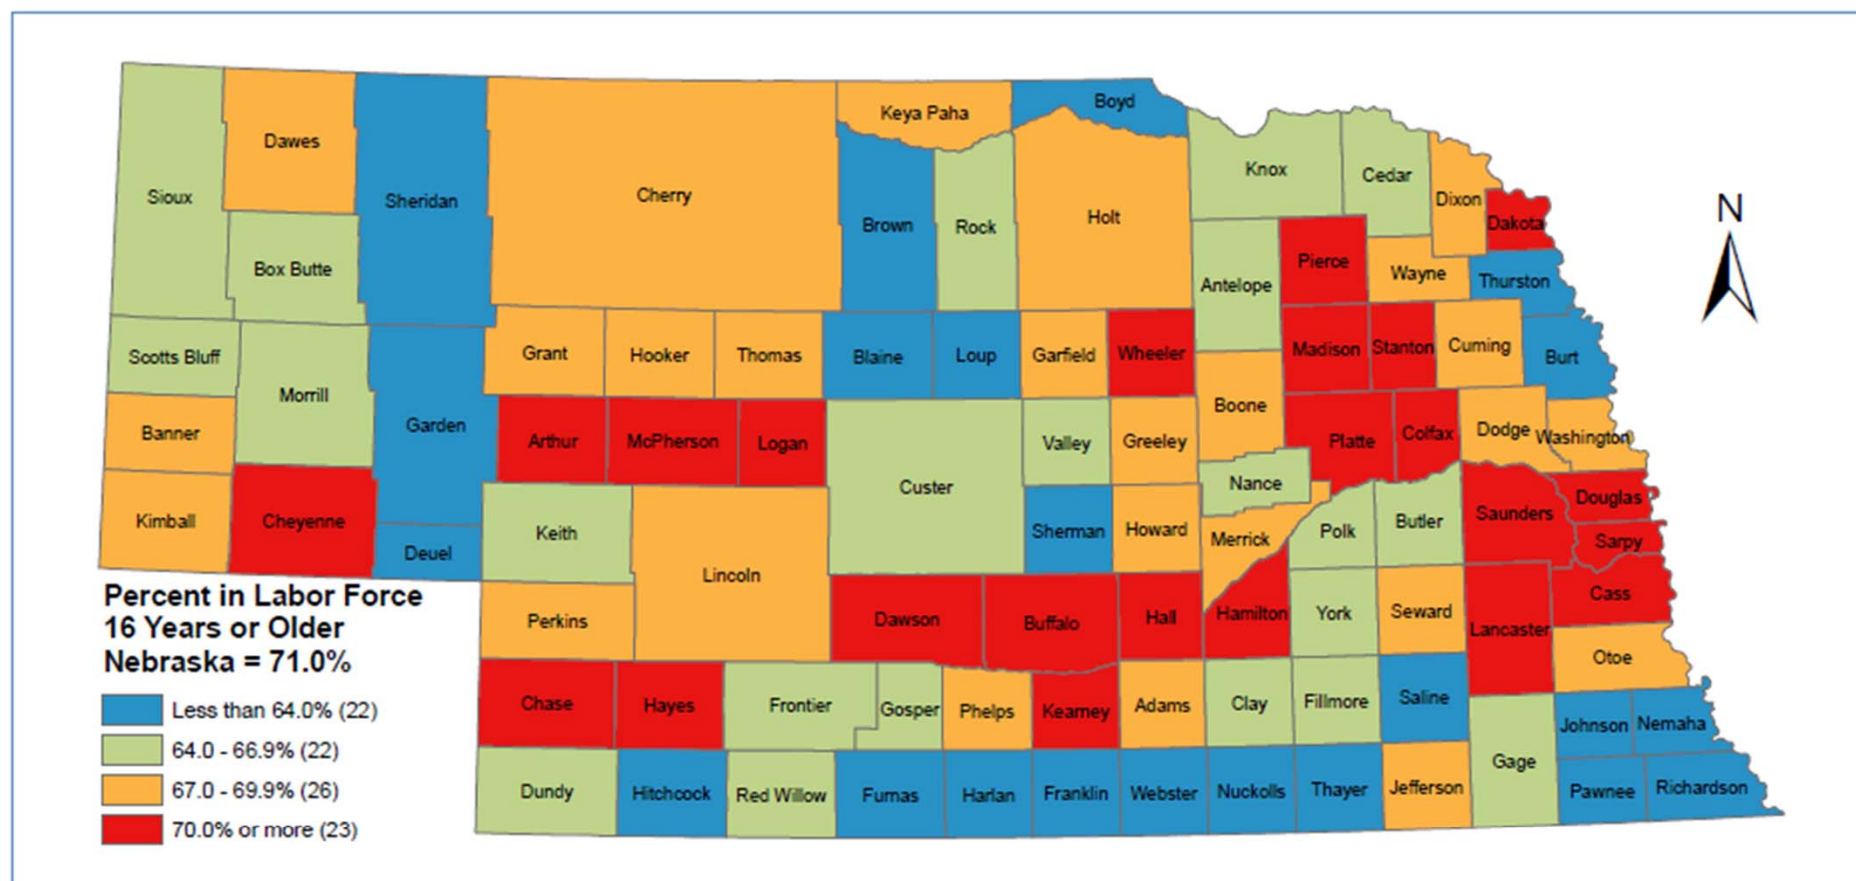 Boyd
Keya Paha
Dawes
Knox
Cedar
Sioux
Sheridan
Cherry
Brown
Rock
Holt
Dixon
N
Dakota
Box Butte
Antelope
Pierce
Wayne
Thurston
Scotts Bluff
Grant
Hooker
Thomas
Blaine
Loup
Garfield
Wheeler
Madison
Stanton
Cuming
Burt
Morrill
Banner
Garden
Arthur
McPherson
Logan
Valley
Greeley
Boone
Platte
Colfax
Dodge
Washington
Kimball
Cheyenne
Custer
Nance
Douglas
Keith
Sherman
Howard
Merrick
Polk
Butler
Saunders
Sarpy
Deuel
Lincoln
Percent in Labor Force
16 Years or Older
Nebraska = 71.0%
Perkins
Dawson
Buffalo
Hall
Hamilton
York
Seward
Lancaster
Cass
Otoe
Chase
Hayes
Frontier
Gosper
Phelps
Kearney
Adams
Clay
Fillmore
Saline
Johnson
Nemaha
Less than 64.0% (22)
64.0 - 66.9% (22)
67.0 - 69.9% (26)
70.0% or more (23)
Dundy
Hitchcock
Red Willow
Furnas
Harlan
Franklin
Webster
Nuckolls
Thayer
Jefferson
Gage
Pawnee
Richardson